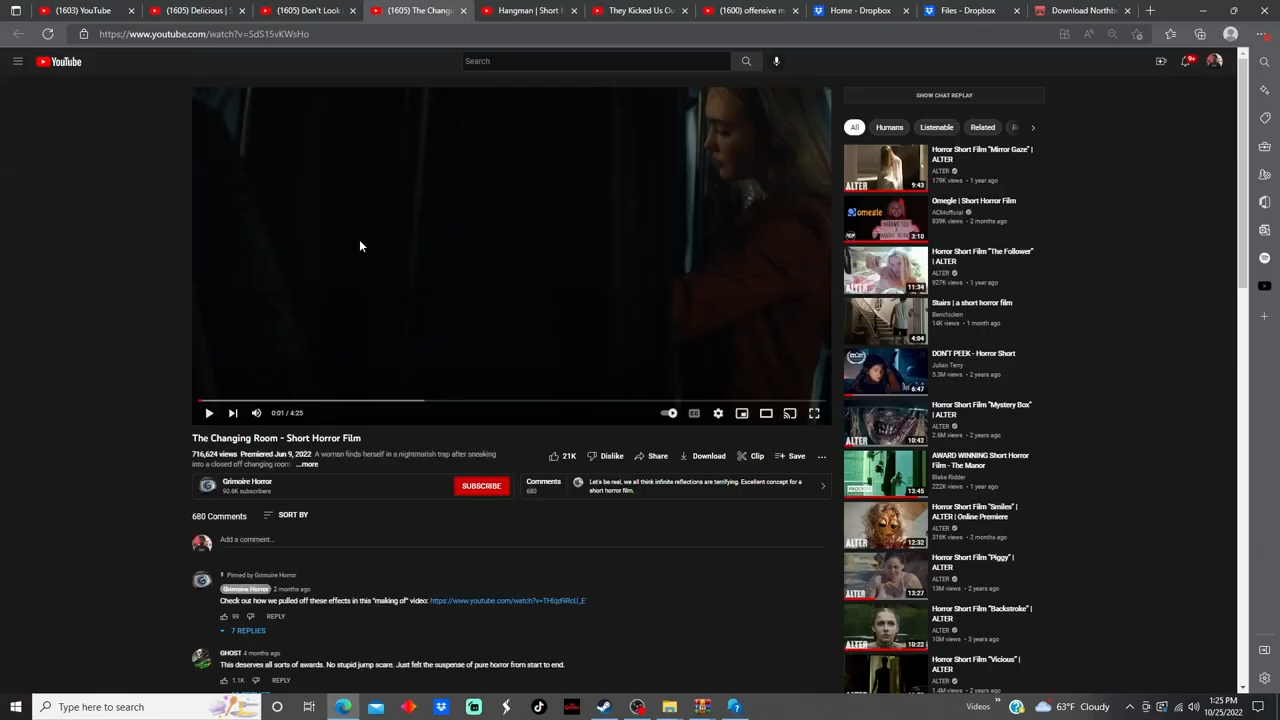 (103) YouTube
(1605) Delicious | S
(1605) Don't Look
(1605) The Changi
Hangman | Short
They Kicked Us Ou
(1600) offensive m
Home - Dropbox
Files - Dropbox
Download Northb
https://www.youtube.com/watch?v=SdS15vKWsHo
YouTube
Search
9+
SHOW CHAT REPLAY
All
Humans
Listenable
Related
Horror Short Film "Mirror Gaze" |
ALTER
ALTER
179K views • 1 year ago
ALTER
9:43
Omegle | Short Horror Film
ACMofficial
839K views • 2 months ago
omegle
3:10
Horror Short Film "The Follower"
| ALTER
ALTER
927K views • 1 year ago
ALTER
11:34
Stairs | a short horror film
Benchicken
14K views • 1 month ago
4:04
DON'T PEEK - Horror Short
Julian Terry
5.3M views • 2 years ago
6:47
Horror Short Film "Mystery Box"
| ALTER
ALTER
2.6M views • 2 years ago
ALTER
10:42
AWARD WINNING Short Horror
Film - The Manor
Blake Ridder
222K views • 1 year ago
13:45
Horror Short Film "Smiles" |
ALTER | Online Premiere
ALTER
316K views • 2 months ago
ALTER
12:32
Horror Short Film "Piggy" |
ALTER
ALTER
13M views • 2 years ago
ALTER
13:27
Horror Short Film "Backstroke" |
ALTER
ALTER
10M views • 3 years ago
ALTER
10:22
Horror Short Film "Vicious" |
ALTER
ALTER
1.4M views • 2 years ago
0:01 / 4:25
The Changing Room - Short Horror Film
716,624 views Premiered Jun 9, 2022 A woman finds herself in a nightmarish trap after sneaking
into a closed off changing room ...more
21K
Dislike
Share
Download
Clip
Save
Grimoire Horror
90.6K subscribers
SUBSCRIBE
Comments
680
Let's be real, we all think infinite reflections are terrifying. Excellent concept for a
short horror film.
680 Comments
SORT BY
Add a comment...
Pinned by Grimoire Horror
Grimoire Horror 2 months ago
Check out how we pulled off these effects in this "making of" video:
99
REPLY
7 REPLIES
GHOST 4 months ago
This deserves all sorts of awards. No stupid jump scare. Just felt the suspense of pure horror from start to end.
1.1K
REPLY
Type here to search
Videos
63°F Cloudy
1:25 PM
10/25/2022